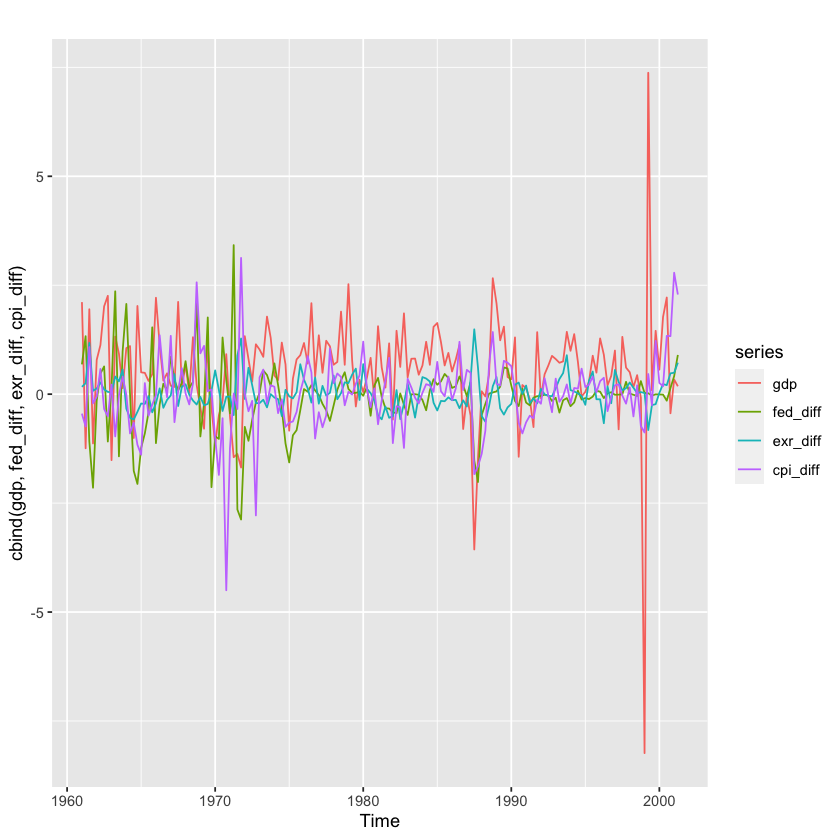 cbind(gdp, fed_diff, exr_diff, cpi_diff)
5
0
-5
1960
1970
1980
1990
2000
Time
series
gdp
fed_diff
exr_diff
cpi_diff